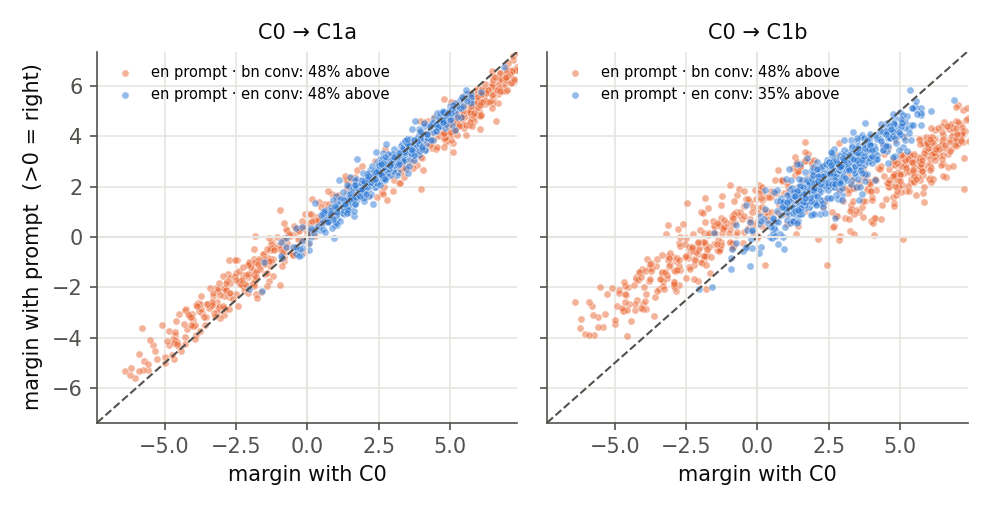 C0 → C1a
C0 → C1b
en prompt · bn conv: 48% above
en prompt · en conv: 48% above
en prompt · bn conv: 48% above
en prompt · en conv: 35% above
margin with prompt (>0 = right)
6
4
2
0
−2
−4
−6
−5.0 −2.5 0.0 2.5 5.0
−5.0 −2.5 0.0 2.5 5.0
margin with C0
margin with C0